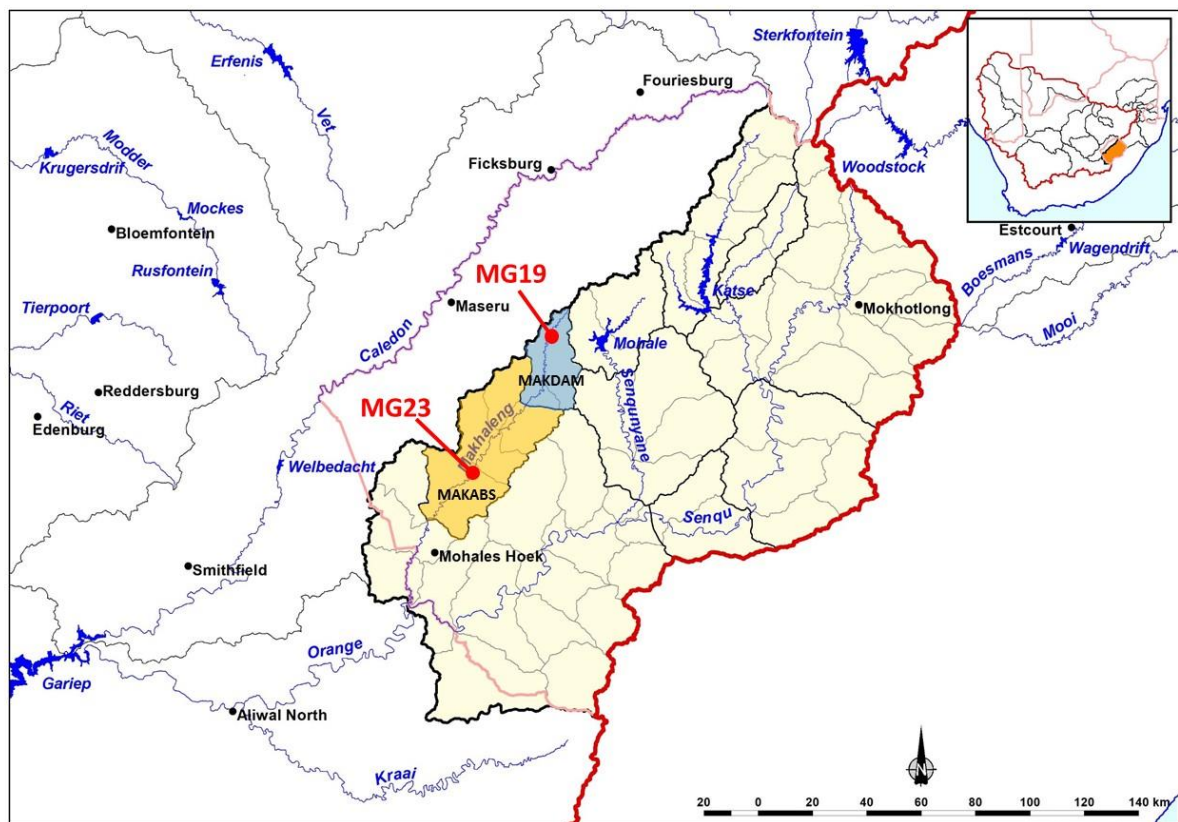 Sterkfontein
Erfenis
Vet
Fouriesburg
Modder
Krugersdrif
Ficksburg
Woodstock
Mockes
Bloemfontein
Estcourt
Wagendrift
Boesmans
Rusfontein
MG19
Maseru
Katse
Mokhotlong
Mooi
Tierpoort
Caledon
Mohale
MAKDAM
Senqunyane
Reddersburg
MG23
Riet
Edenburg
Makhaleng
Welbedacht
MAKABS
Senqu
Mohales Hoek
Smithfield
Orange
Gariep
Aliwal North
Kraai
N
20 0 20 40 60 80 100 120 140 km